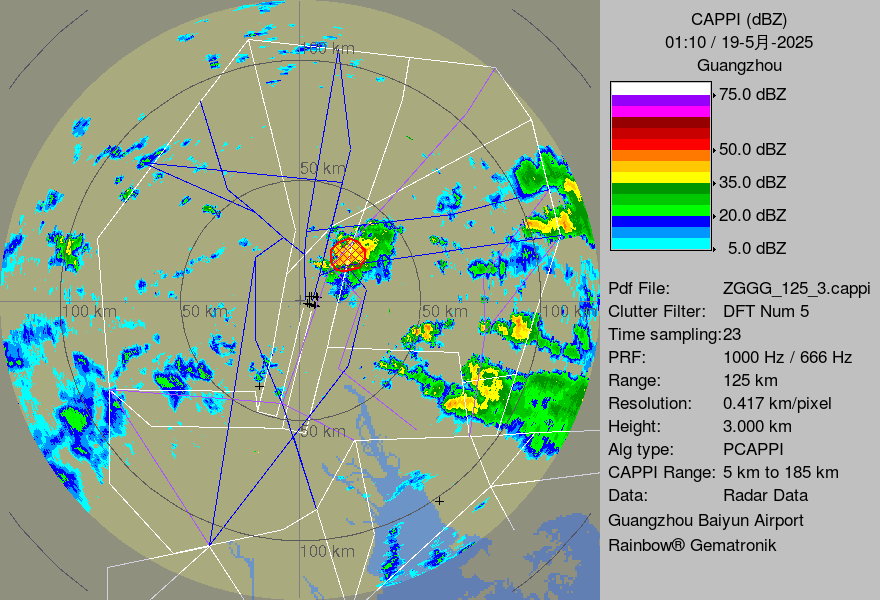 CAPPI (dBZ)
01:10 / 19-5月-2025
Guangzhou
75.0 dBZ
50.0 dBZ
35.0 dBZ
20.0 dBZ
5.0 dBZ
Pdf File: ZGGG_125_3.cappi
Clutter Filter: DFT Num 5
Time sampling:23
PRF: 1000 Hz / 666 Hz
Range: 125 km
Resolution: 0.417 km/pixel
Height: 3.000 km
Alg type: PCAPPI
CAPPI Range: 5 km to 185 km
Data: Radar Data
Guangzhou Baiyun Airport
Rainbow® Gematronik
100 km
50 km
100 km
50 km
50 km
100 km
50 km
100 km